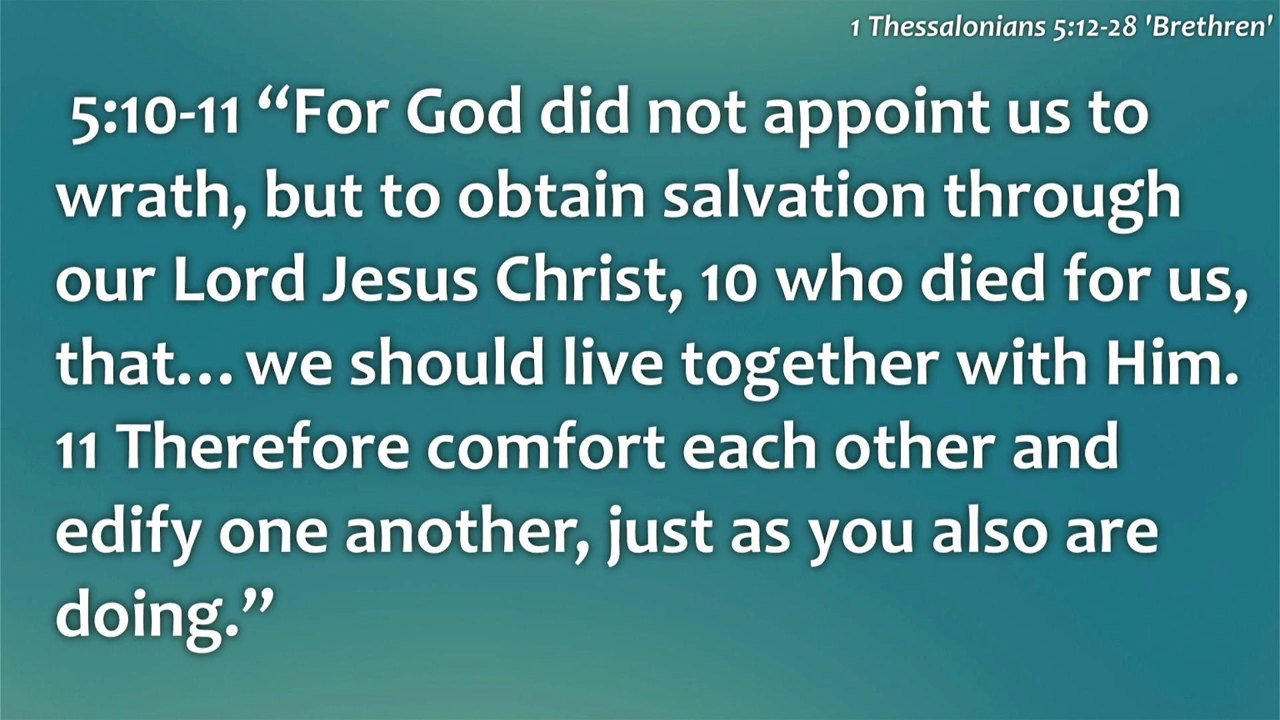 1 Thessalonians 5:12-28 'Brethren'
5:10-11 “For God did not appoint us to
wrath, but to obtain salvation through
our Lord Jesus Christ, 10 who died for us,
that… we should live together with Him.
11 Therefore comfort each other and
edify one another, just as you also are
doing.”